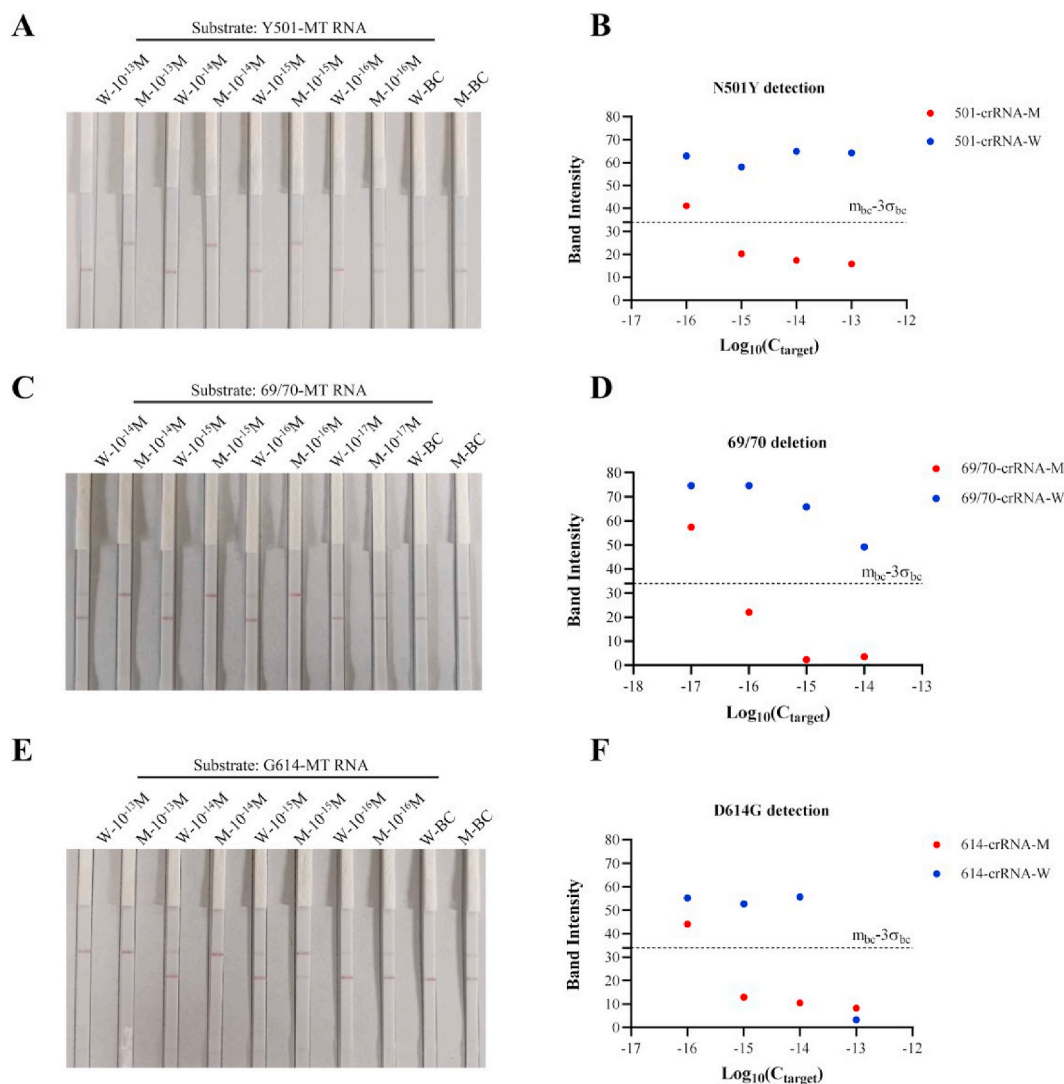 A
Substrate: Y501-MT RNA
W-10⁻¹³M
M-10⁻¹³M
W-10⁻¹⁴M
M-10⁻¹⁴M
W-10⁻¹⁵M
M-10⁻¹⁵M
W-10⁻¹⁶M
M-10⁻¹⁶M
W-BC
M-BC
B
N501Y detection
501-crRNA-M
501-crRNA-W
80
70
60
50
40
30
20
10
0
Band Intensity
m_bc-3σ_bc
-17 -16 -15 -14 -13 -12
Log₁₀(C_target)
C
Substrate: 69/70-MT RNA
W-10⁻¹⁴M
M-10⁻¹⁴M
W-10⁻¹⁵M
M-10⁻¹⁵M
W-10⁻¹⁶M
M-10⁻¹⁶M
W-10⁻¹⁷M
M-10⁻¹⁷M
W-BC
M-BC
D
69/70 deletion
69/70-crRNA-M
69/70-crRNA-W
80
70
60
50
40
30
20
10
0
Band Intensity
m_bc-3σ_bc
-18 -17 -16 -15 -14 -13
Log₁₀(C_target)
E
Substrate: G614-MT RNA
W-10⁻¹³M
M-10⁻¹³M
W-10⁻¹⁴M
M-10⁻¹⁴M
W-10⁻¹⁵M
M-10⁻¹⁵M
W-10⁻¹⁶M
M-10⁻¹⁶M
W-BC
M-BC
F
D614G detection
614-crRNA-M
614-crRNA-W
80
70
60
50
40
30
20
10
0
Band Intensity
m_bc-3σ_bc
-17 -16 -15 -14 -13 -12
Log₁₀(C_target)